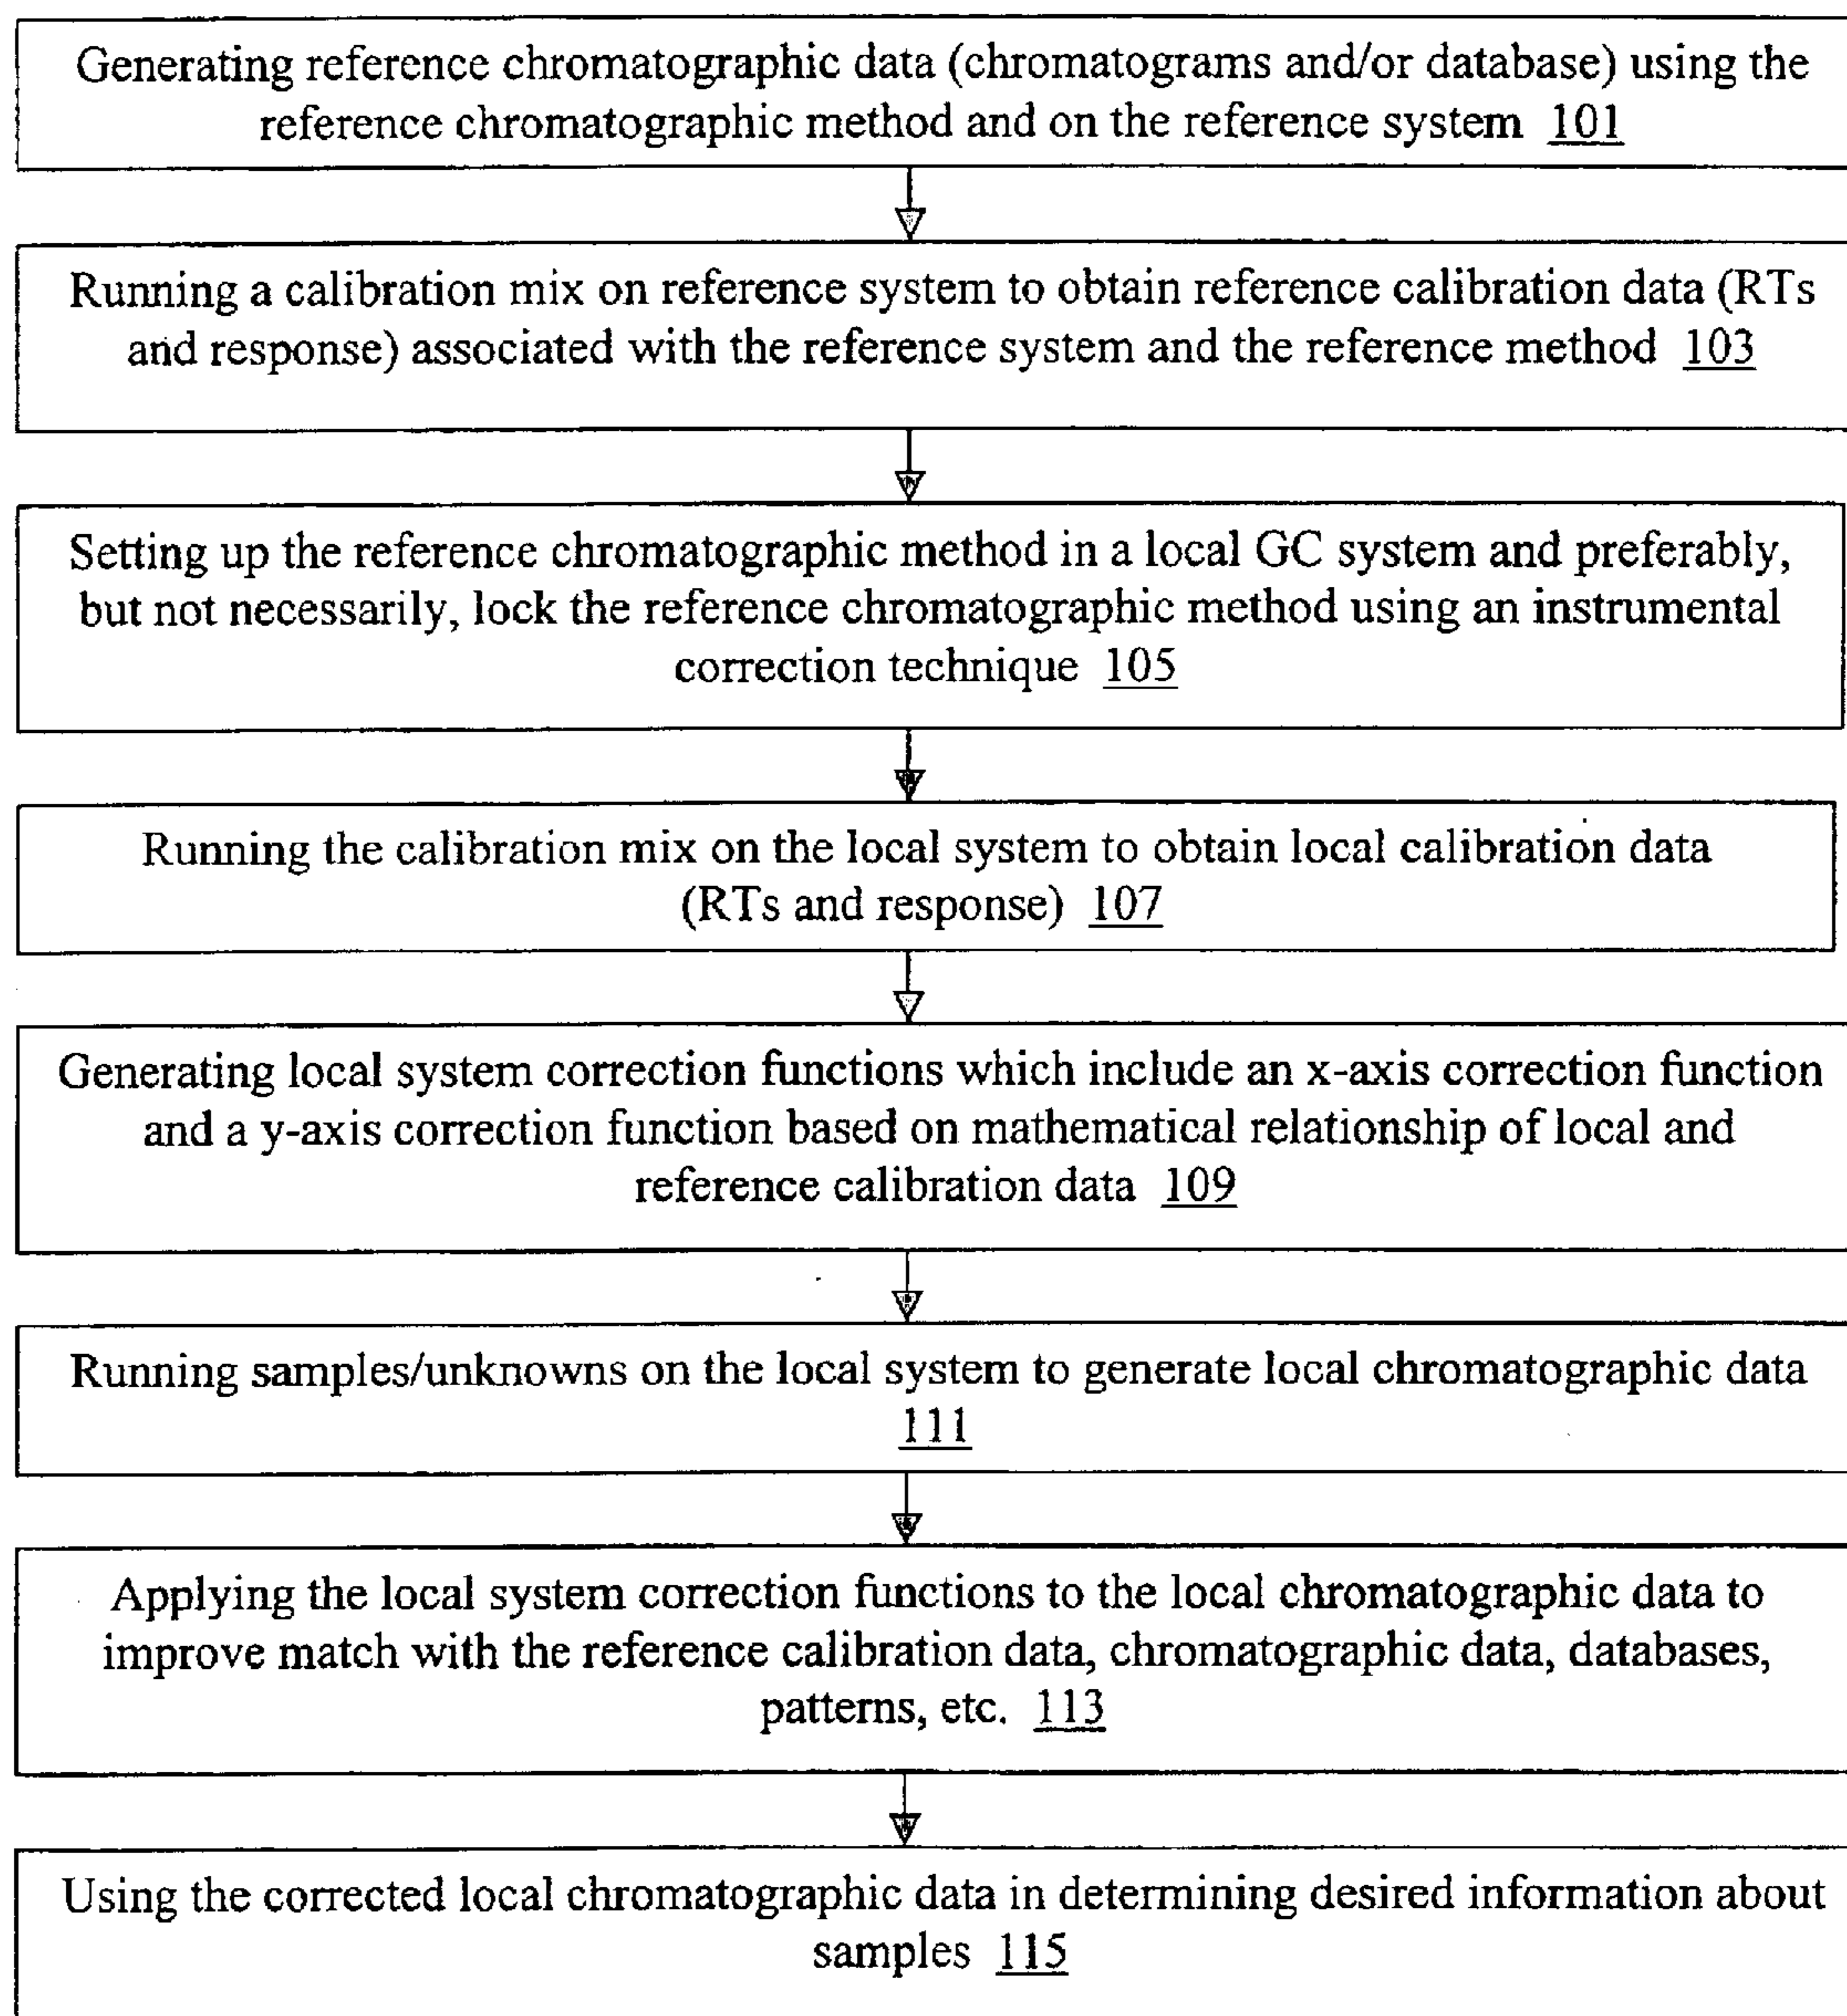 Generating reference chromatographic data (chromatograms and/or database) using the
reference chromatographic method and on the reference system 101
Running a calibration mix on reference system to obtain reference calibration data (RTs
and response) associated with the reference system and the reference method 103
Setting up the reference chromatographic method in a local GC system and preferably,
but not necessarily, lock the reference chromatographic method using an instrumental
correction technique 105
Running the calibration mix on the local system to obtain local calibration data
(RTs and response) 107
Generating local system correction functions which include an x-axis correction function
and a y-axis correction function based on mathematical relationship of local and
reference calibration data 109
Running samples/unknowns on the local system to generate local chromatographic data
111
Applying the local system correction functions to the local chromatographic data to
improve match with the reference calibration data, chromatographic data, databases,
patterns, etc. 113
Using the corrected local chromatographic data in determining desired information about
samples 115